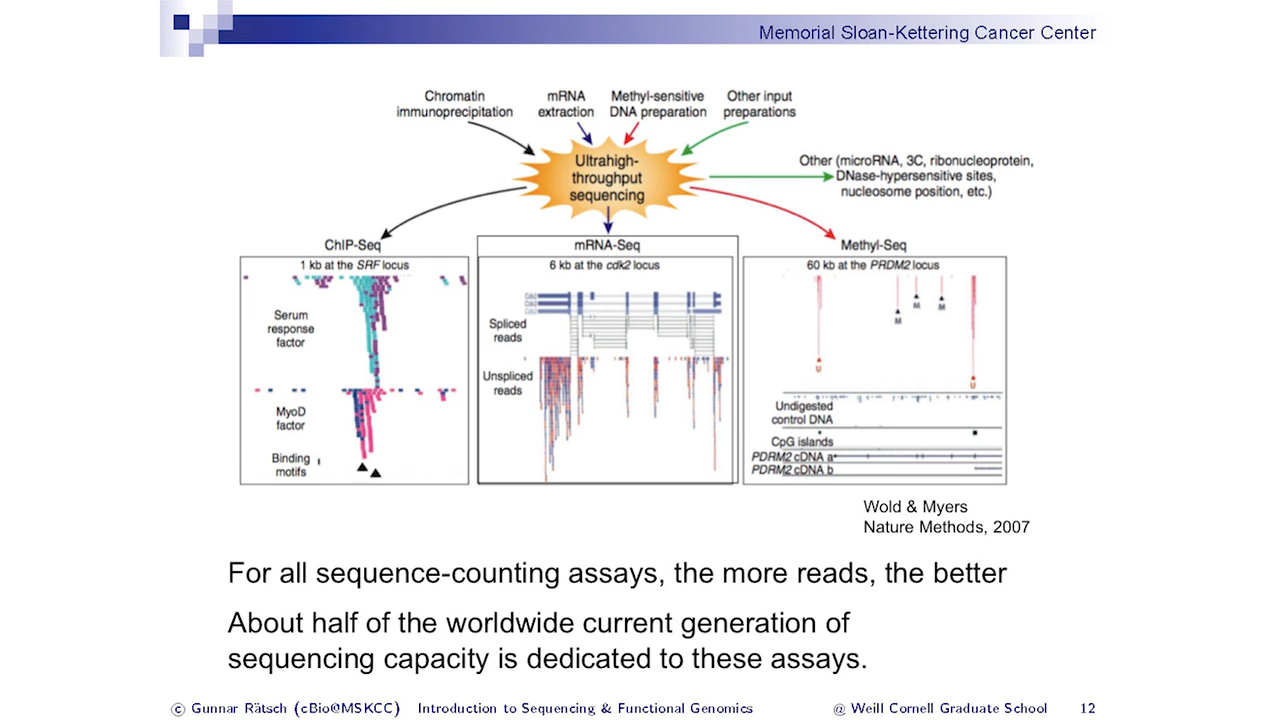 Memorial Sloan-Kettering Cancer Center
Chromatin
immunoprecipitation
mRNA
extraction
Methyl-sensitive
DNA preparation
Other input
preparations
Ultrahigh-
throughput
sequencing
Other (microRNA, 3C, ribonucleoprotein,
DNase-hypersensitive sites,
nucleosome position, etc.)
ChIP-Seq
1 kb at the SRF locus
Serum
response
factor
MyoD
factor
Binding
motifs
mRNA-Seq
6 kb at the cdk2 locus
Cdk2
Cdk2
Cdk2
Spliced
reads
Unspliced
reads
Methyl-Seq
60 kb at the PRDM2 locus
M
M
M
U
U
Undigested
control DNA
CpG islands
PDRM2 cDNA a
PDRM2 cDNA b
Wold & Myers
Nature Methods, 2007
For all sequence-counting assays, the more reads, the better
About half of the worldwide current generation of
sequencing capacity is dedicated to these assays.
© Gunnar Rätsch (cBio@MSKCC) Introduction to Sequencing & Functional Genomics @ Weill Cornell Graduate School 12